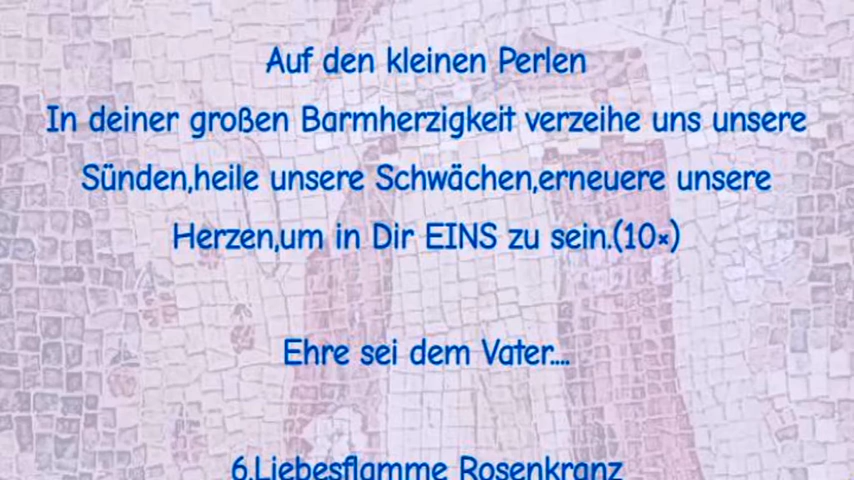 Auf den kleinen Perlen
In deiner großen Barmherzigkeit verzeihe uns unsere
Sünden,heile unsere Schwächen,erneuere unsere
Herzen,um in Dir EINS zu sein.(10×)
Ehre sei dem Vater....
6.Liebesflamme Rosenkranz